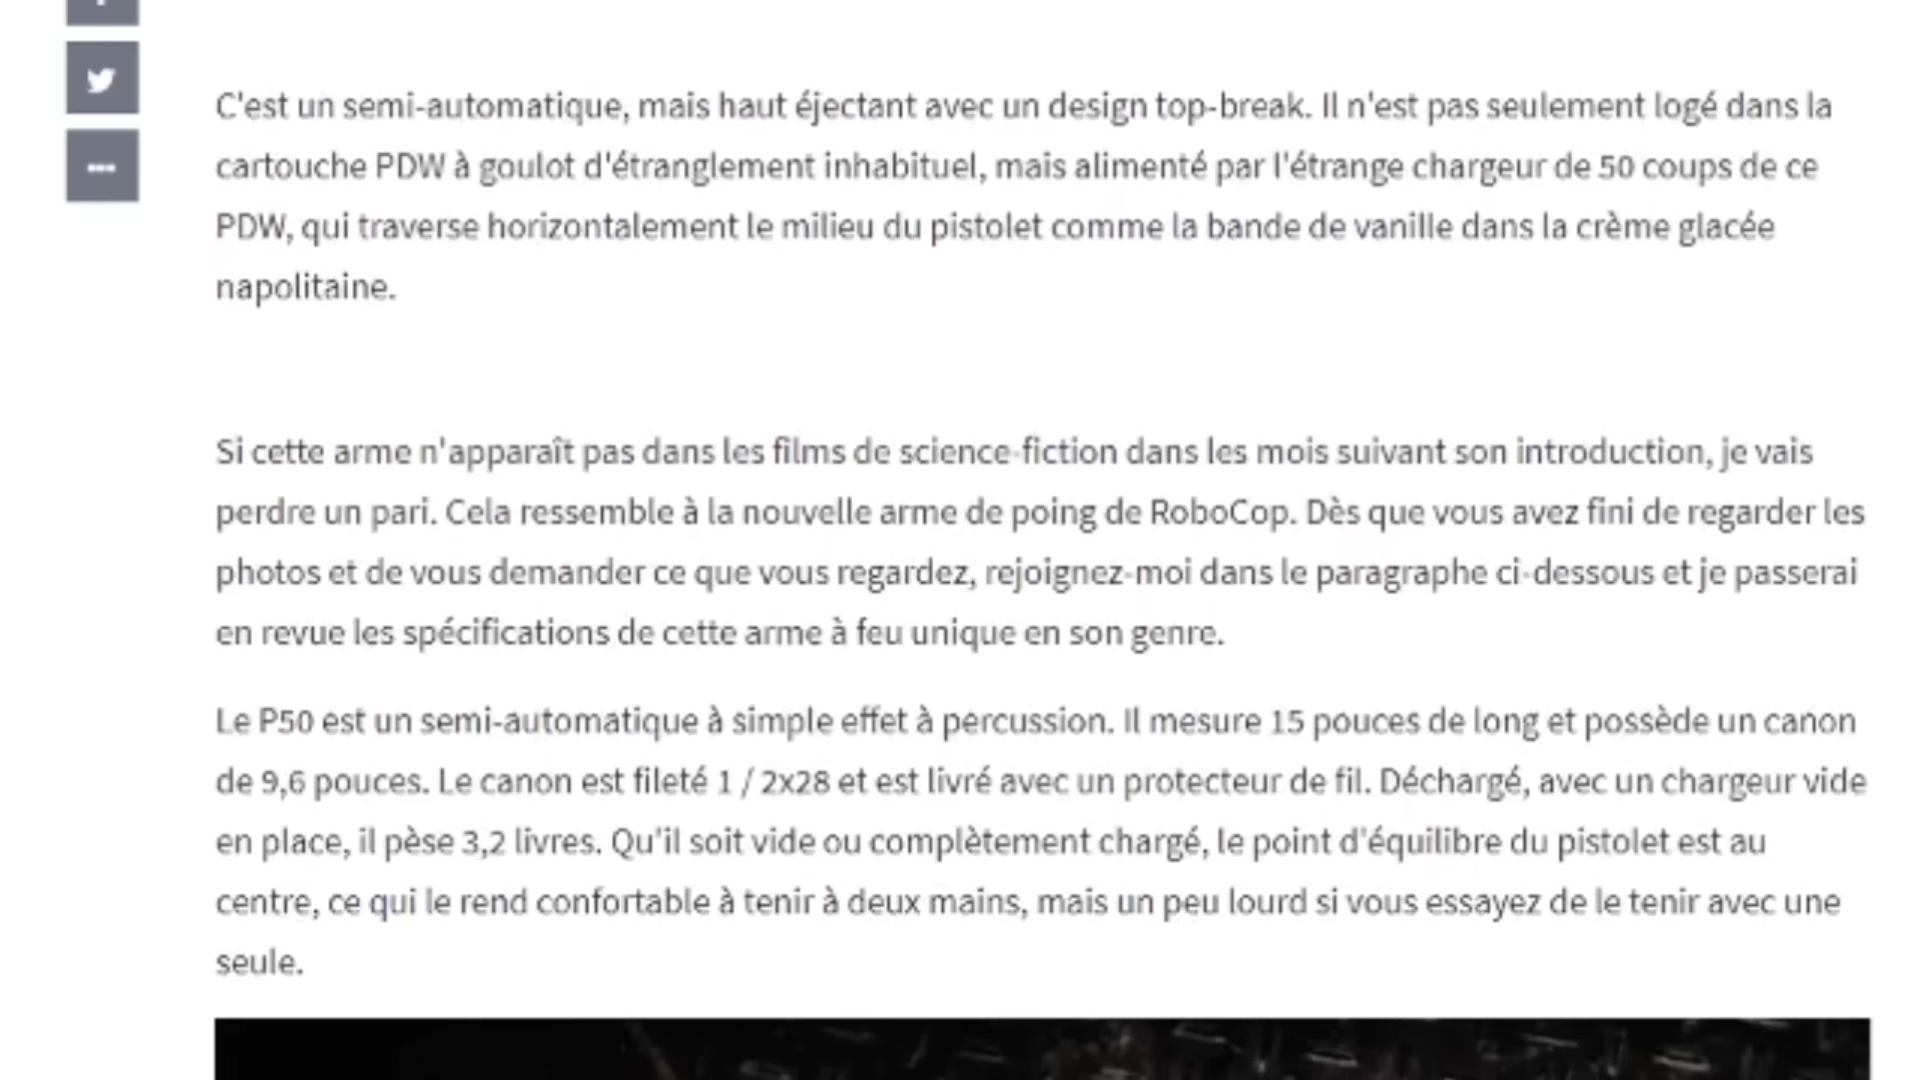 C'est un semi-automatique, mais haut éjectant avec un design top-break. Il n'est pas seulement logé dans la
cartouche PDW à goulot d'étranglement inhabituel, mais alimenté par l'étrange chargeur de 50 coups de ce
PDW, qui traverse horizontalement le milieu du pistolet comme la bande de vanille dans la crème glacée
napolitaine.
Si cette arme n'apparaît pas dans les films de science-fiction dans les mois suivant son introduction, je vais
perdre un pari. Cela ressemble à la nouvelle arme de poing de RoboCop. Dès que vous avez fini de regarder les
photos et de vous demander ce que vous regardez, rejoignez-moi dans le paragraphe ci-dessous et je passerai
en revue les spécifications de cette arme à feu unique en son genre.
Le P50 est un semi-automatique à simple effet à percussion. Il mesure 15 pouces de long et possède un canon
de 9,6 pouces. Le canon est fileté 1 / 2x28 et est livré avec un protecteur de fil. Déchargé, avec un chargeur vide
en place, il pèse 3,2 livres. Qu'il soit vide ou complètement chargé, le point d'équilibre du pistolet est au
centre, ce qui le rend confortable à tenir à deux mains, mais un peu lourd si vous essayez de le tenir avec une
seule.